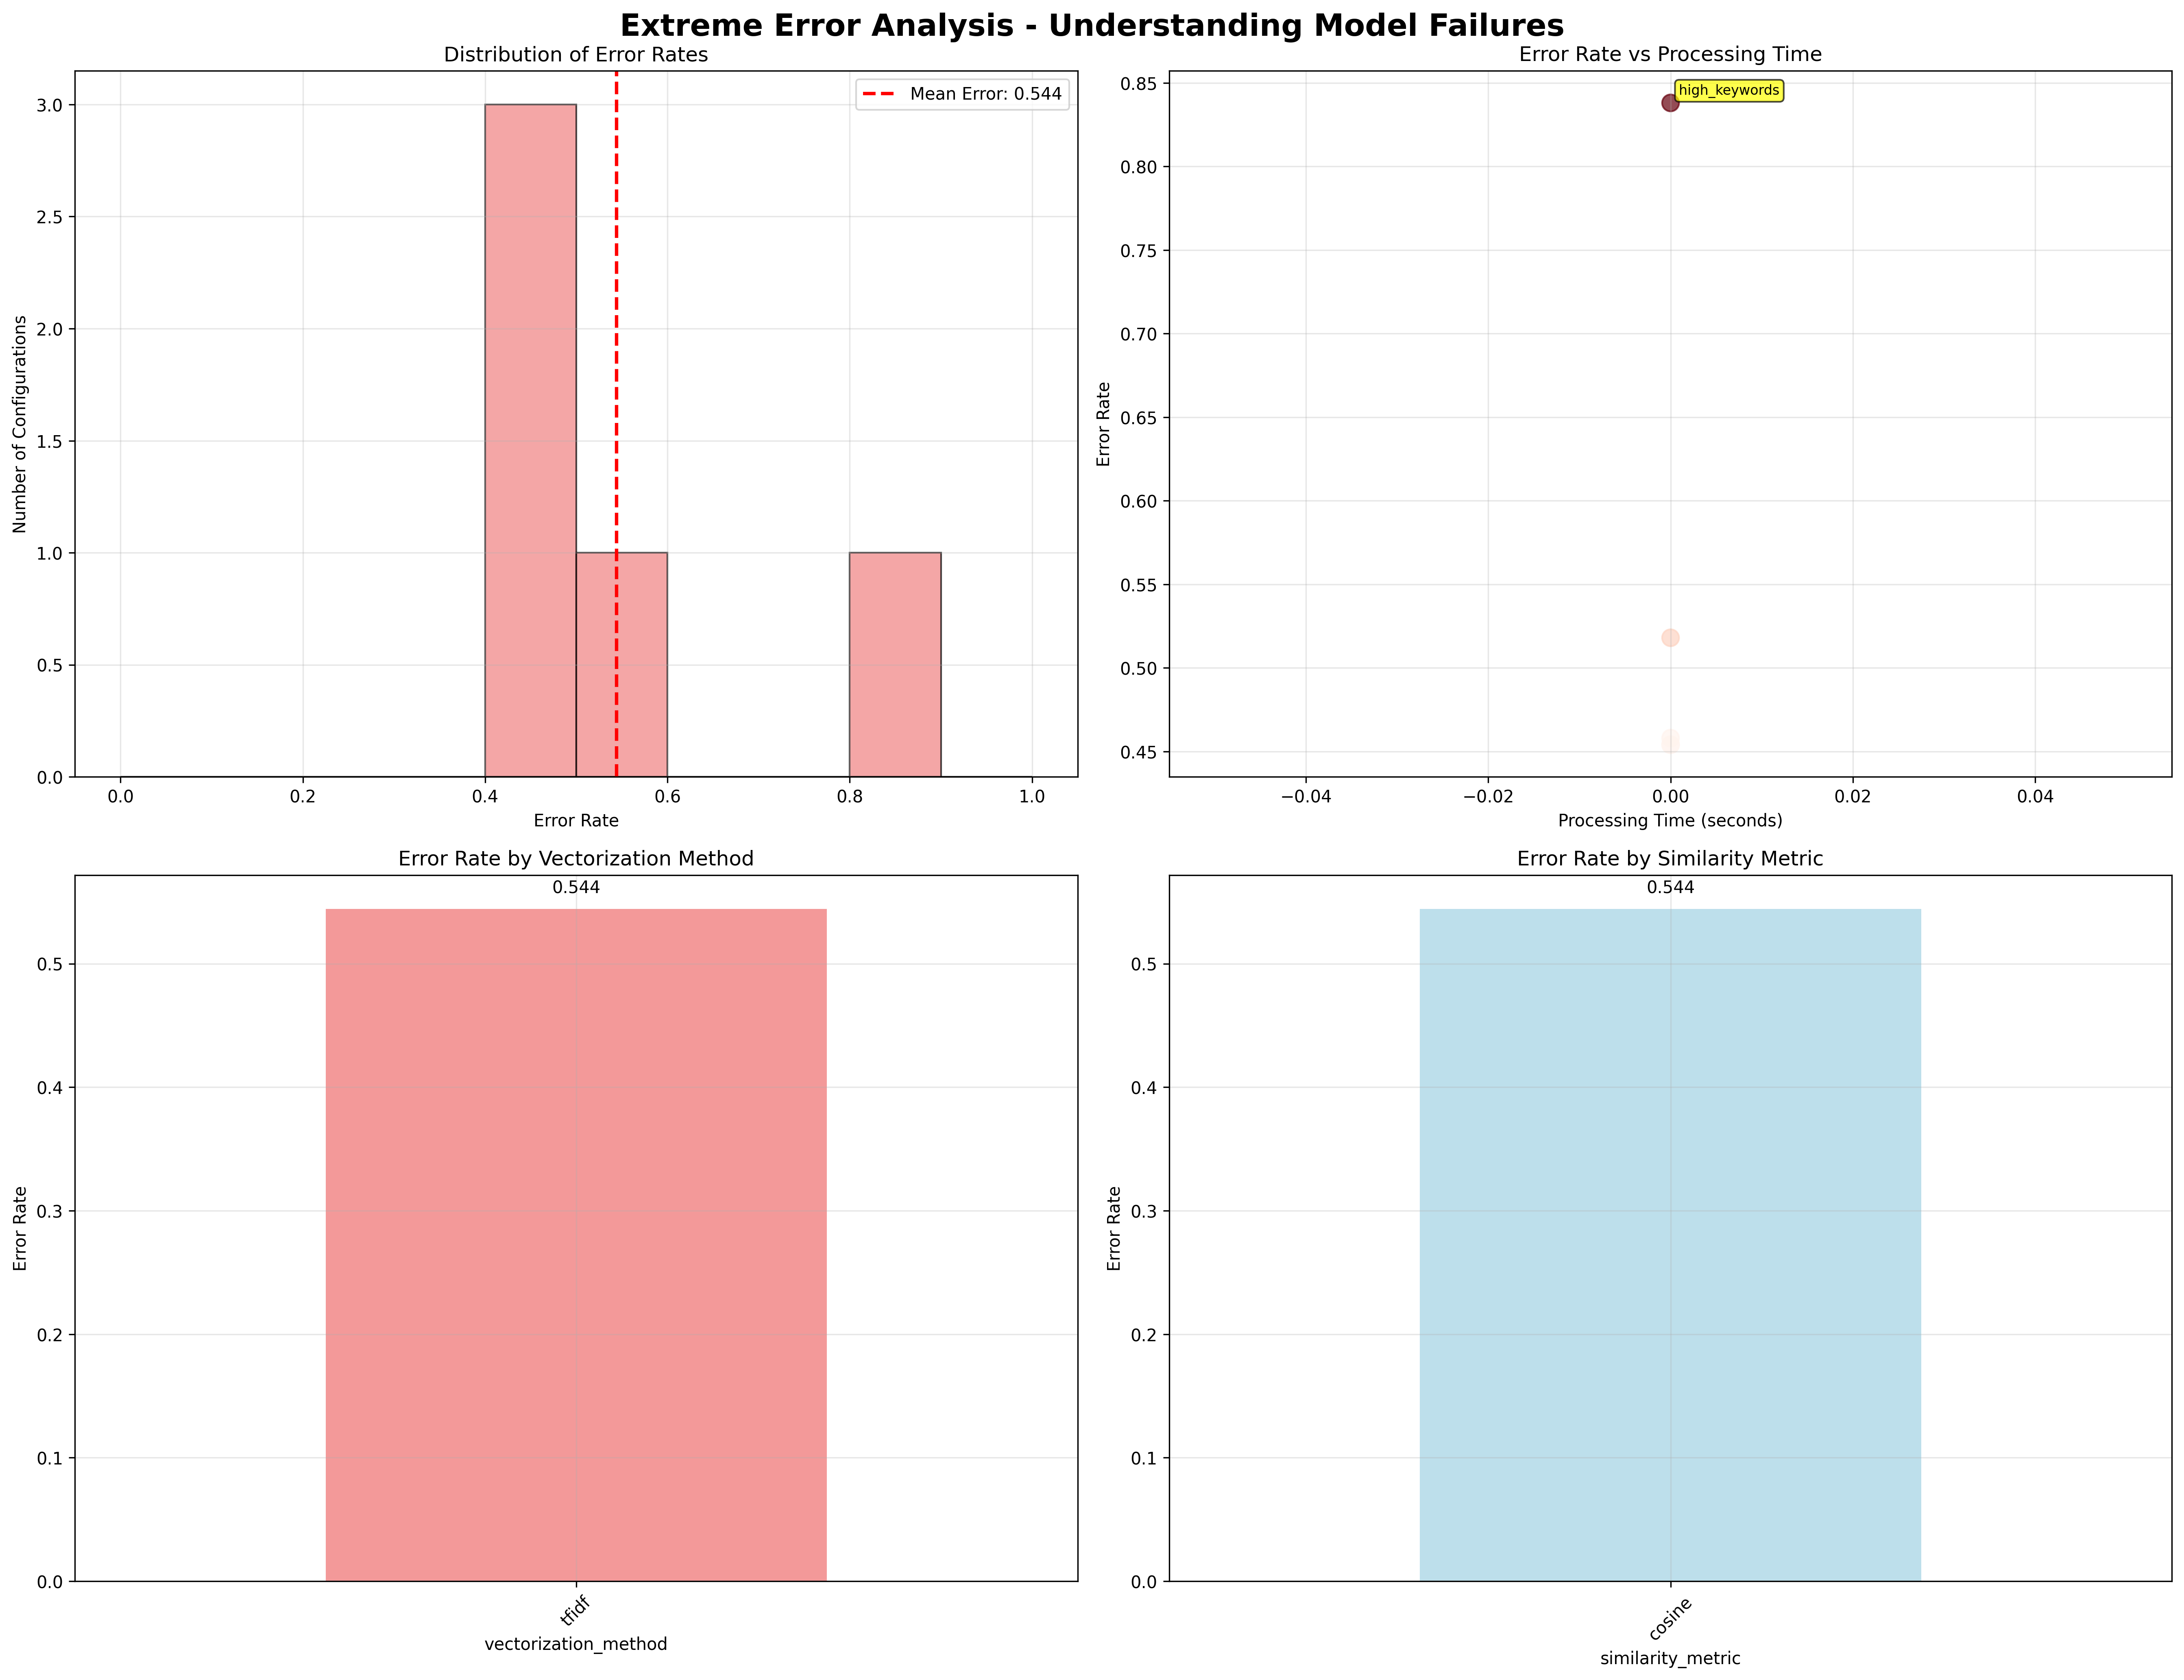 Extreme Error Analysis - Understanding Model Failures
Distribution of Error Rates
Mean Error: 0.544
Number of Configurations
3.0
2.5
2.0
1.5
1.0
0.5
0.0
0.0 0.2 0.4 0.6 0.8 1.0
Error Rate
Error Rate vs Processing Time
high_keywords
Error Rate
0.85
0.80
0.75
0.70
0.65
0.60
0.55
0.50
0.45
−0.04 −0.02 0.00 0.02 0.04
Processing Time (seconds)
Error Rate by Vectorization Method
0.544
Error Rate
0.5
0.4
0.3
0.2
0.1
0.0
tfidf
vectorization_method
Error Rate by Similarity Metric
0.544
Error Rate
0.5
0.4
0.3
0.2
0.1
0.0
cosine
similarity_metric